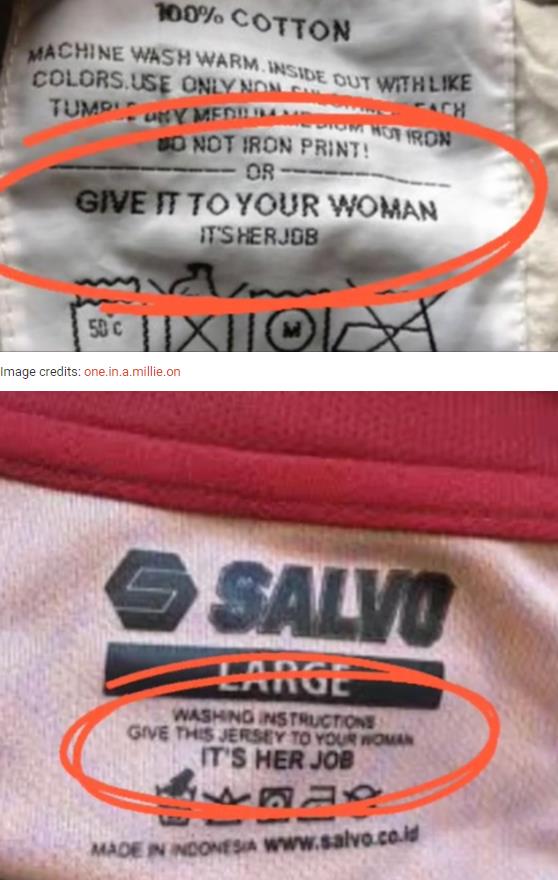 100% COTTON
MACHINE WASH WARM. INSIDE OUT WITH LIKE
COLORS. USE ONLY NON
TUMBLE DRY MEDIUM HOT IRON
DO NOT IRON PRINT!
OR
GIVE IT TO YOUR WOMAN
IT'S HER JOB
50 C
M
Image credits: one.in.a.millie.on
SALVO
LARGE
WASHING INSTRUCTIONS
GIVE THIS JERSEY TO YOUR WOMAN
IT'S HER JOB
MADE IN INDONESIA www.salvo.co.id